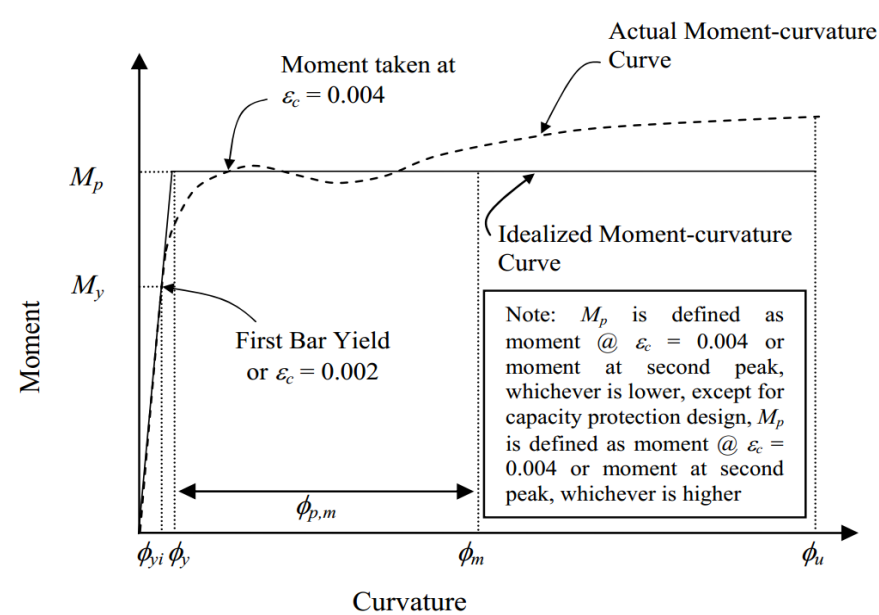 Actual Moment-curvature
Curve
Moment taken at
εc = 0.004
Mp
Idealized Moment-curvature
Curve
My
First Bar Yield
or εc = 0.002
Note: Mp is defined as
moment @ εc = 0.004 or
moment at second peak,
whichever is lower, except for
capacity protection design, Mp
is defined as moment @ εc =
0.004 or moment at second
peak, whichever is higher
Moment
ϕp,m
ϕyi ϕy
ϕm
ϕu
Curvature